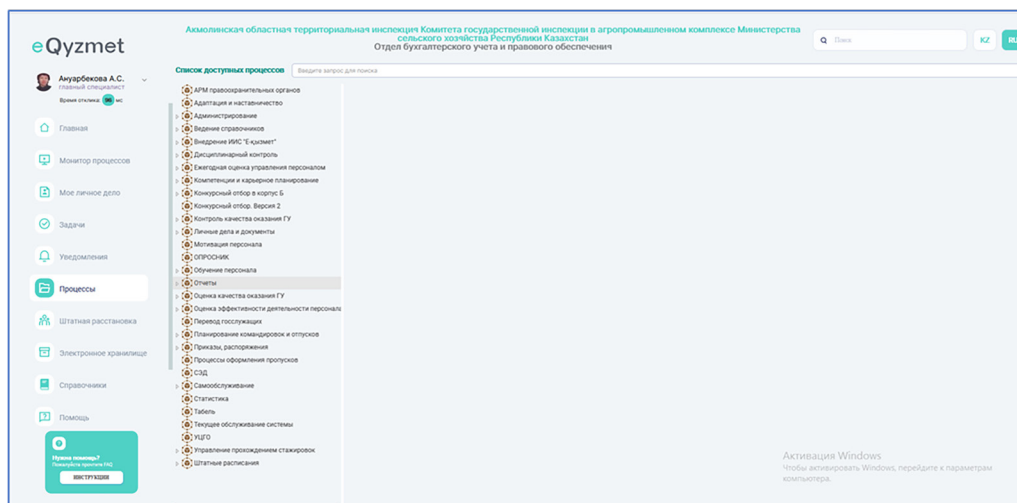 Акмолинская областная территориальная инспекция Комитета государственной инспекции в агропромышленном комплексе Министерства
сельского хозяйства Республики Казахстан
Отдел бухгалтерского учета и правового обеспечения
eQyzmet
Поиск
KZ
RU
Ануарбекова А.С.
главный специалист
Время отклика: 96 мс
Главная
Монитор процессов
Мое личное дело
Задачи
Уведомления
Процессы
Штатная расстановка
Электронное хранилище
Справочники
Помощь
Нужна помощь?
Пожалуйста прочтите FAQ
ИНСТРУКЦИИ
Список доступных процессов
Введите запрос для поиска
АРМ правоохранительных органов
Адаптация и наставничество
Администрирование
Ведение справочников
Внедрение ИИС "Е-қызмет"
Дисциплинарный контроль
Ежегодная оценка управления персоналом
Компетенции и карьерное планирование
Конкурсный отбор в корпус Б
Конкурсный отбор. Версия 2
Контроль качества оказания ГУ
Личные дела и документы
Мотивация персонала
ОПРОСНИК
Обучение персонала
Отчеты
Оценка качества оказания ГУ
Оценка эффективности деятельности персонала
Перевод госслужащих
Планирование командировок и отпусков
Приказы, распоряжения
Процессы оформления пропусков
СЭД
Самообслуживание
Статистика
Табель
Текущее обслуживание системы
УЦГО
Управление прохождением стажировок
Штатные расписания
Активация Windows
Чтобы активировать Windows, перейдите к параметрам
компьютера.